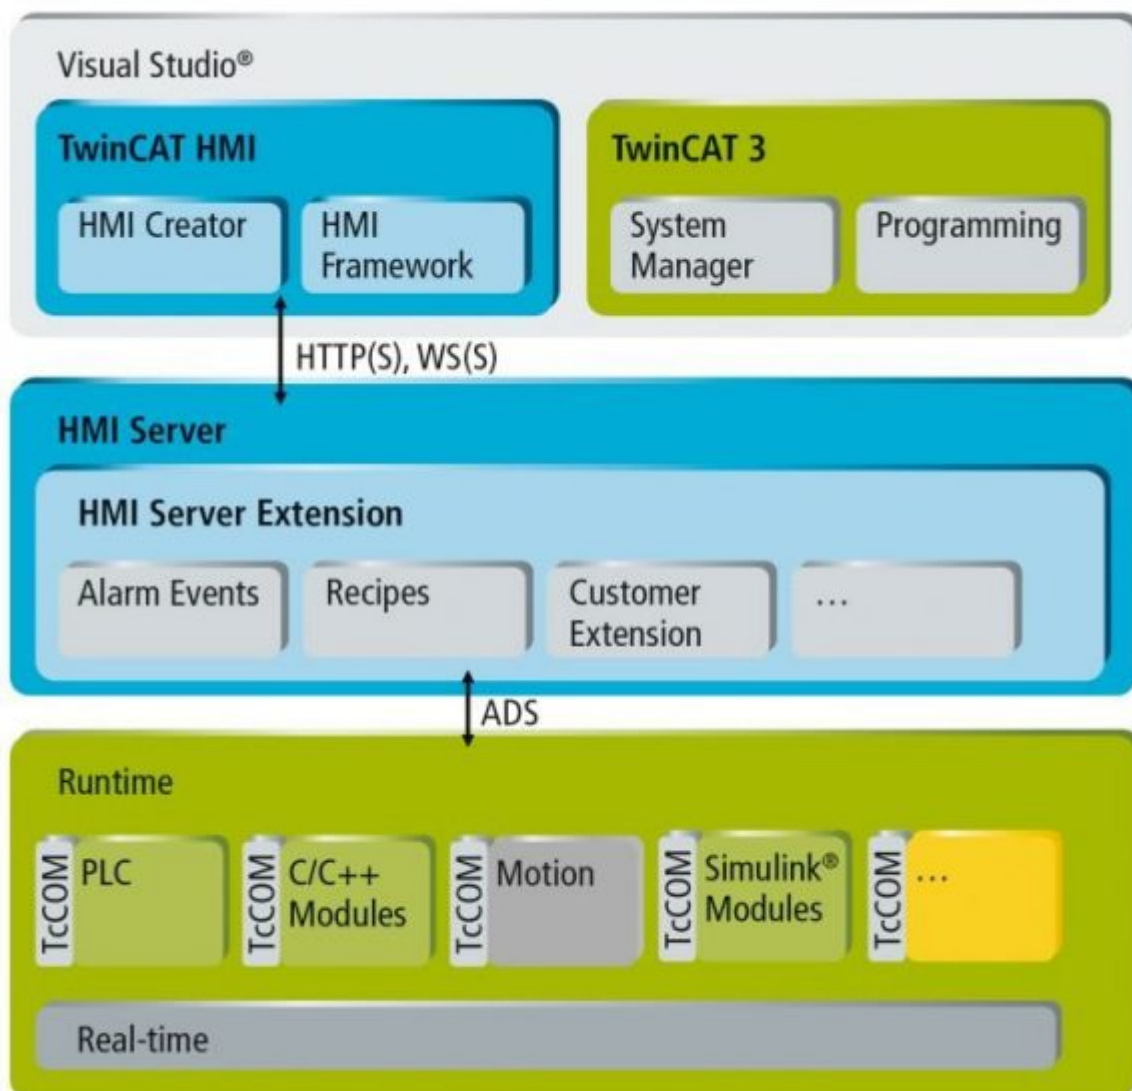 Visual Studio®
TwinCAT HMI
HMI Creator
HMI
Framework
TwinCAT 3
System
Manager
Programming
HTTP(S), WS(S)
HMI Server
HMI Server Extension
Alarm Events
Recipes
Customer
Extension
...
ADS
Runtime
TcCOM
PLC
TcCOM
C/C++
Modules
TcCOM
Motion
TcCOM
Simulink®
Modules
TcCOM
...
Real-time